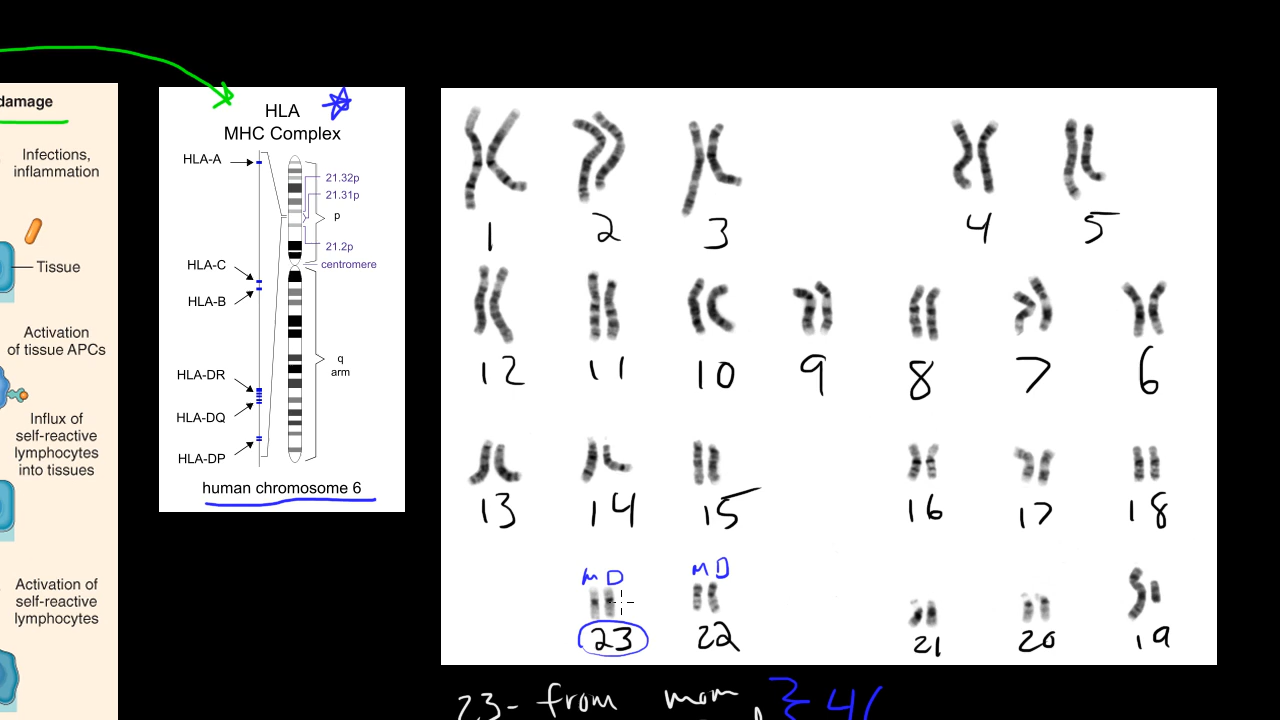 damage
Infections,
inflammation
Tissue
Activation
of tissue APCs
Influx of
self-reactive
lymphocytes
into tissues
Activation of
self-reactive
lymphocytes
HLA
MHC Complex
HLA-A
21.32p
21.31p
p
21.2p
HLA-C
centromere
HLA-B
q
arm
HLA-DR
HLA-DQ
HLA-DP
human chromosome 6
1 2 3 4 5
12 11 10 9 8 7 6
13 14 15 16 17 18
M D M D
23 22 21 20 19
23- from mom